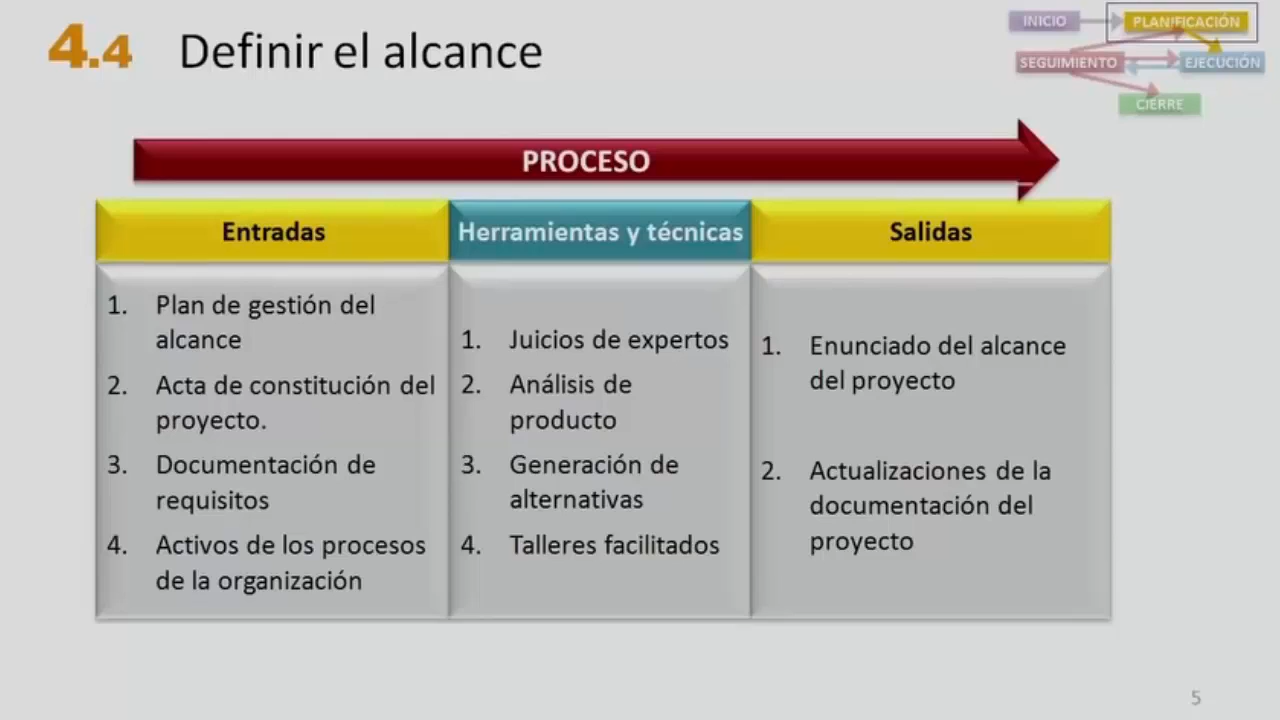 4.4 Definir el alcance
INICIO
PLANIFICACIÓN
SEGUIMIENTO
EJECUCIÓN
CIERRE
PROCESO
Entradas
Herramientas y técnicas
Salidas
1. Plan de gestión del
alcance
2. Acta de constitución del
proyecto.
3. Documentación de
requisitos
4. Activos de los procesos
de la organización
1. Juicios de expertos
2. Análisis de
producto
3. Generación de
alternativas
4. Talleres facilitados
1. Enunciado del alcance
del proyecto
2. Actualizaciones de la
documentación del
proyecto
5